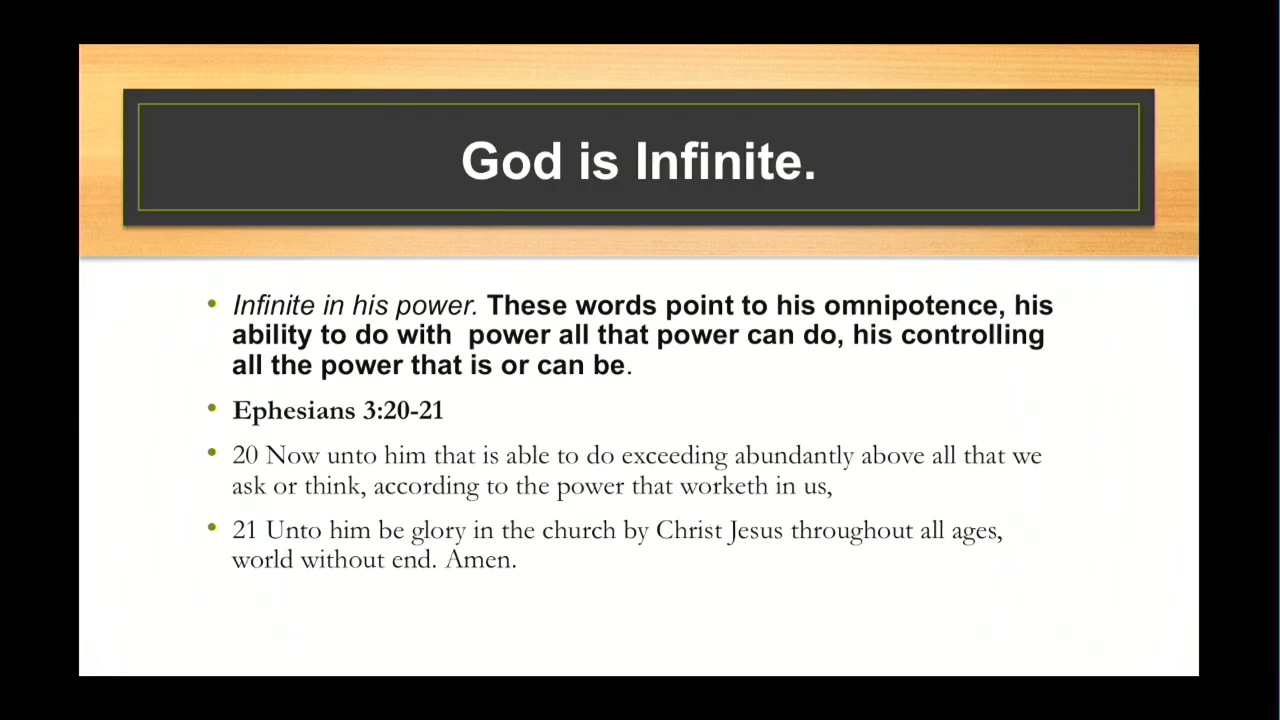 God is Infinite.
• Infinite in his power. These words point to his omnipotence, his
ability to do with  power all that power can do, his controlling
all the power that is or can be.
• Ephesians 3:20-21
• 20 Now unto him that is able to do exceeding abundantly above all that we
ask or think, according to the power that worketh in us,
• 21 Unto him be glory in the church by Christ Jesus throughout all ages,
world without end. Amen.